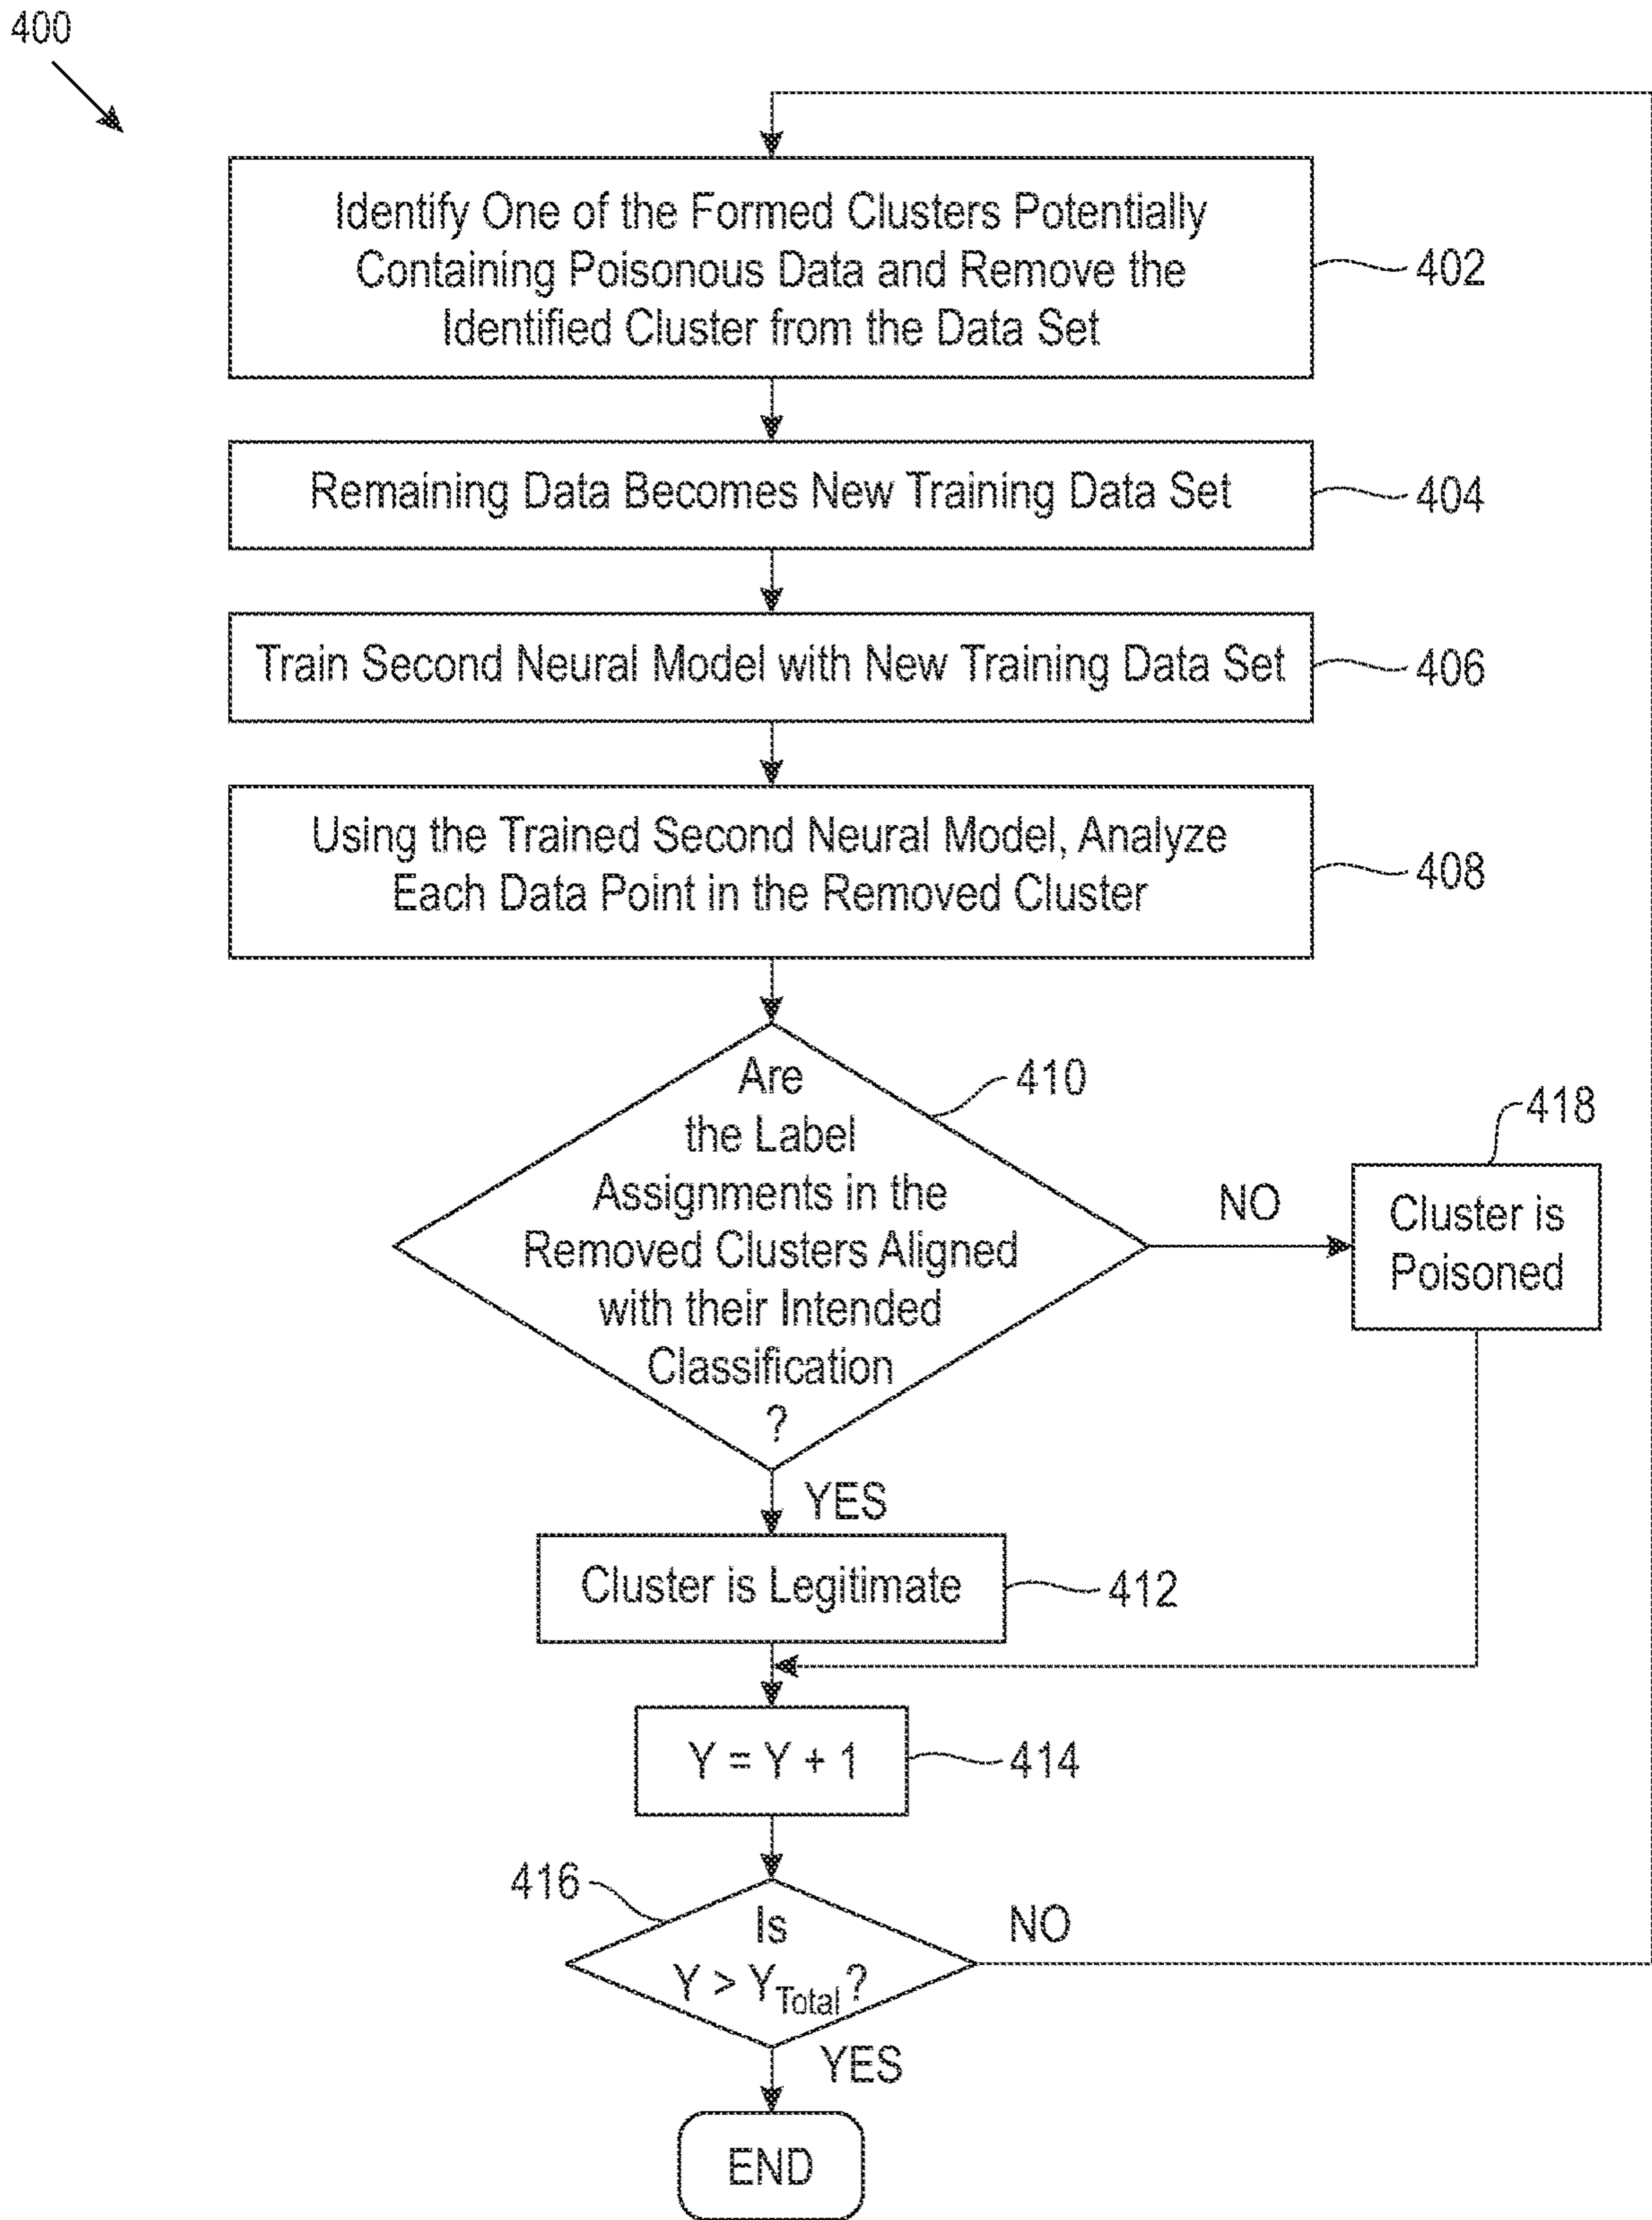 400
Identify One of the Formed Clusters Potentially
Containing Poisonous Data and Remove the
Identified Cluster from the Data Set
402
Remaining Data Becomes New Training Data Set
404
Train Second Neural Model with New Training Data Set
406
Using the Trained Second Neural Model, Analyze
Each Data Point in the Removed Cluster
408
Are
the Label
Assignments in the
Removed Clusters Aligned
with their Intended
Classification
?
410
NO
418
Cluster is
Poisoned
YES
Cluster is Legitimate
412
Y = Y + 1
414
416
Is
Y > YTotal?
NO
YES
END